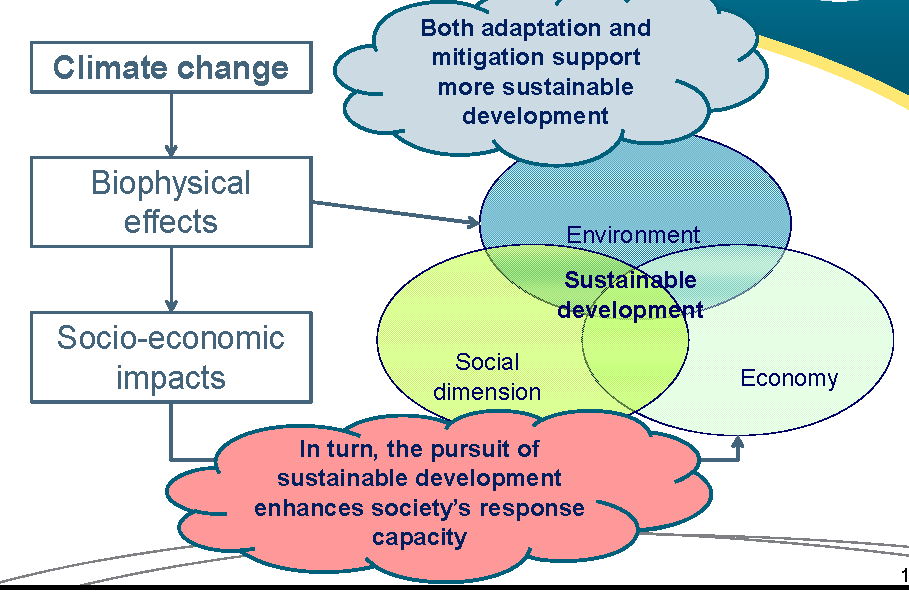 Both adaptation and
mitigation support
more sustainable
development
Climate change
Biophysical
effects
Socio-economic
impacts
Environment
Sustainable
development
Social
dimension
Economy
In turn, the pursuit of
sustainable development
enhances society’s response
capacity
1